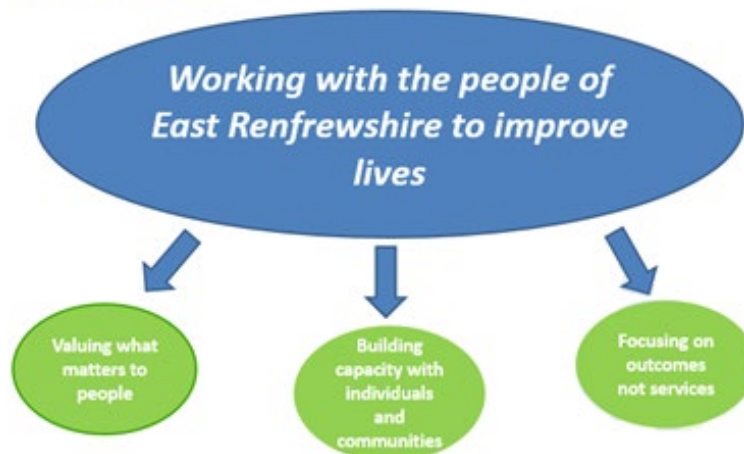 Working with the people of
East Renfrewshire to improve
lives
Valuing what
matters to
people
Building
capacity with
individuals
and
communities
Focusing on
outcomes
not services